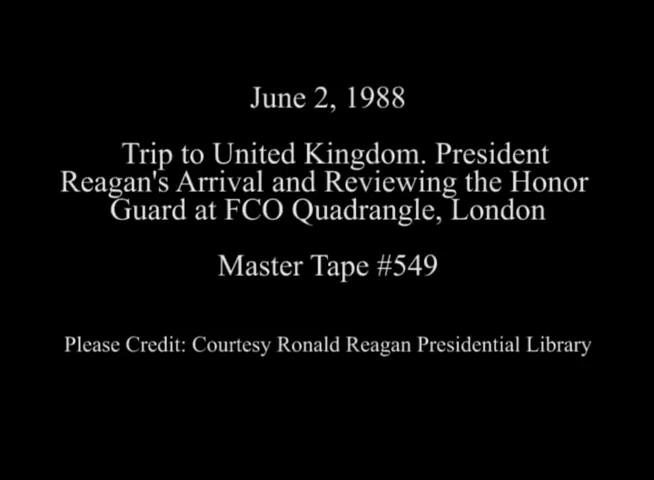 June 2, 1988
Trip to United Kingdom. President
Reagan's Arrival and Reviewing the Honor
Guard at FCO Quadrangle, London
Master Tape #549
Please Credit: Courtesy Ronald Reagan Presidential Library